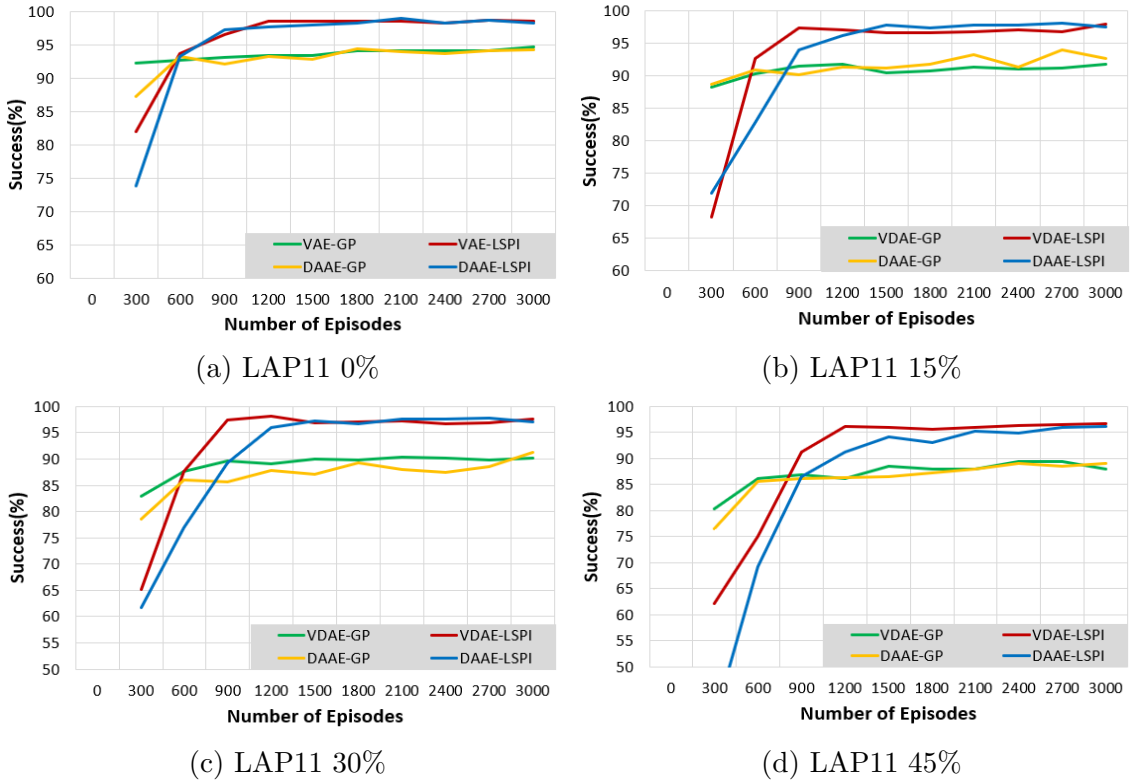 100
95
90
85
80
75
70
65
60
Success(%)
VAE-GP VAE-LSPI
DAAE-GP DAAE-LSPI
0 300 600 900 1200 1500 1800 2100 2400 2700 3000
Number of Episodes
(a) LAP11 0%
100
95
90
85
80
75
70
65
60
Success(%)
VDAE-GP VDAE-LSPI
DAAE-GP DAAE-LSPI
0 300 600 900 1200 1500 1800 2100 2400 2700 3000
Number of Episodes
(b) LAP11 15%
100
95
90
85
80
75
70
65
60
55
50
Success(%)
VDAE-GP VDAE-LSPI
DAAE-GP DAAE-LSPI
0 300 600 900 1200 1500 1800 2100 2400 2700 3000
Number of Episodes
(c) LAP11 30%
100
95
90
85
80
75
70
65
60
55
50
Success(%)
VDAE-GP VDAE-LSPI
DAAE-GP DAAE-LSPI
0 300 600 900 1200 1500 1800 2100 2400 2700 3000
Number of Episodes
(d) LAP11 45%